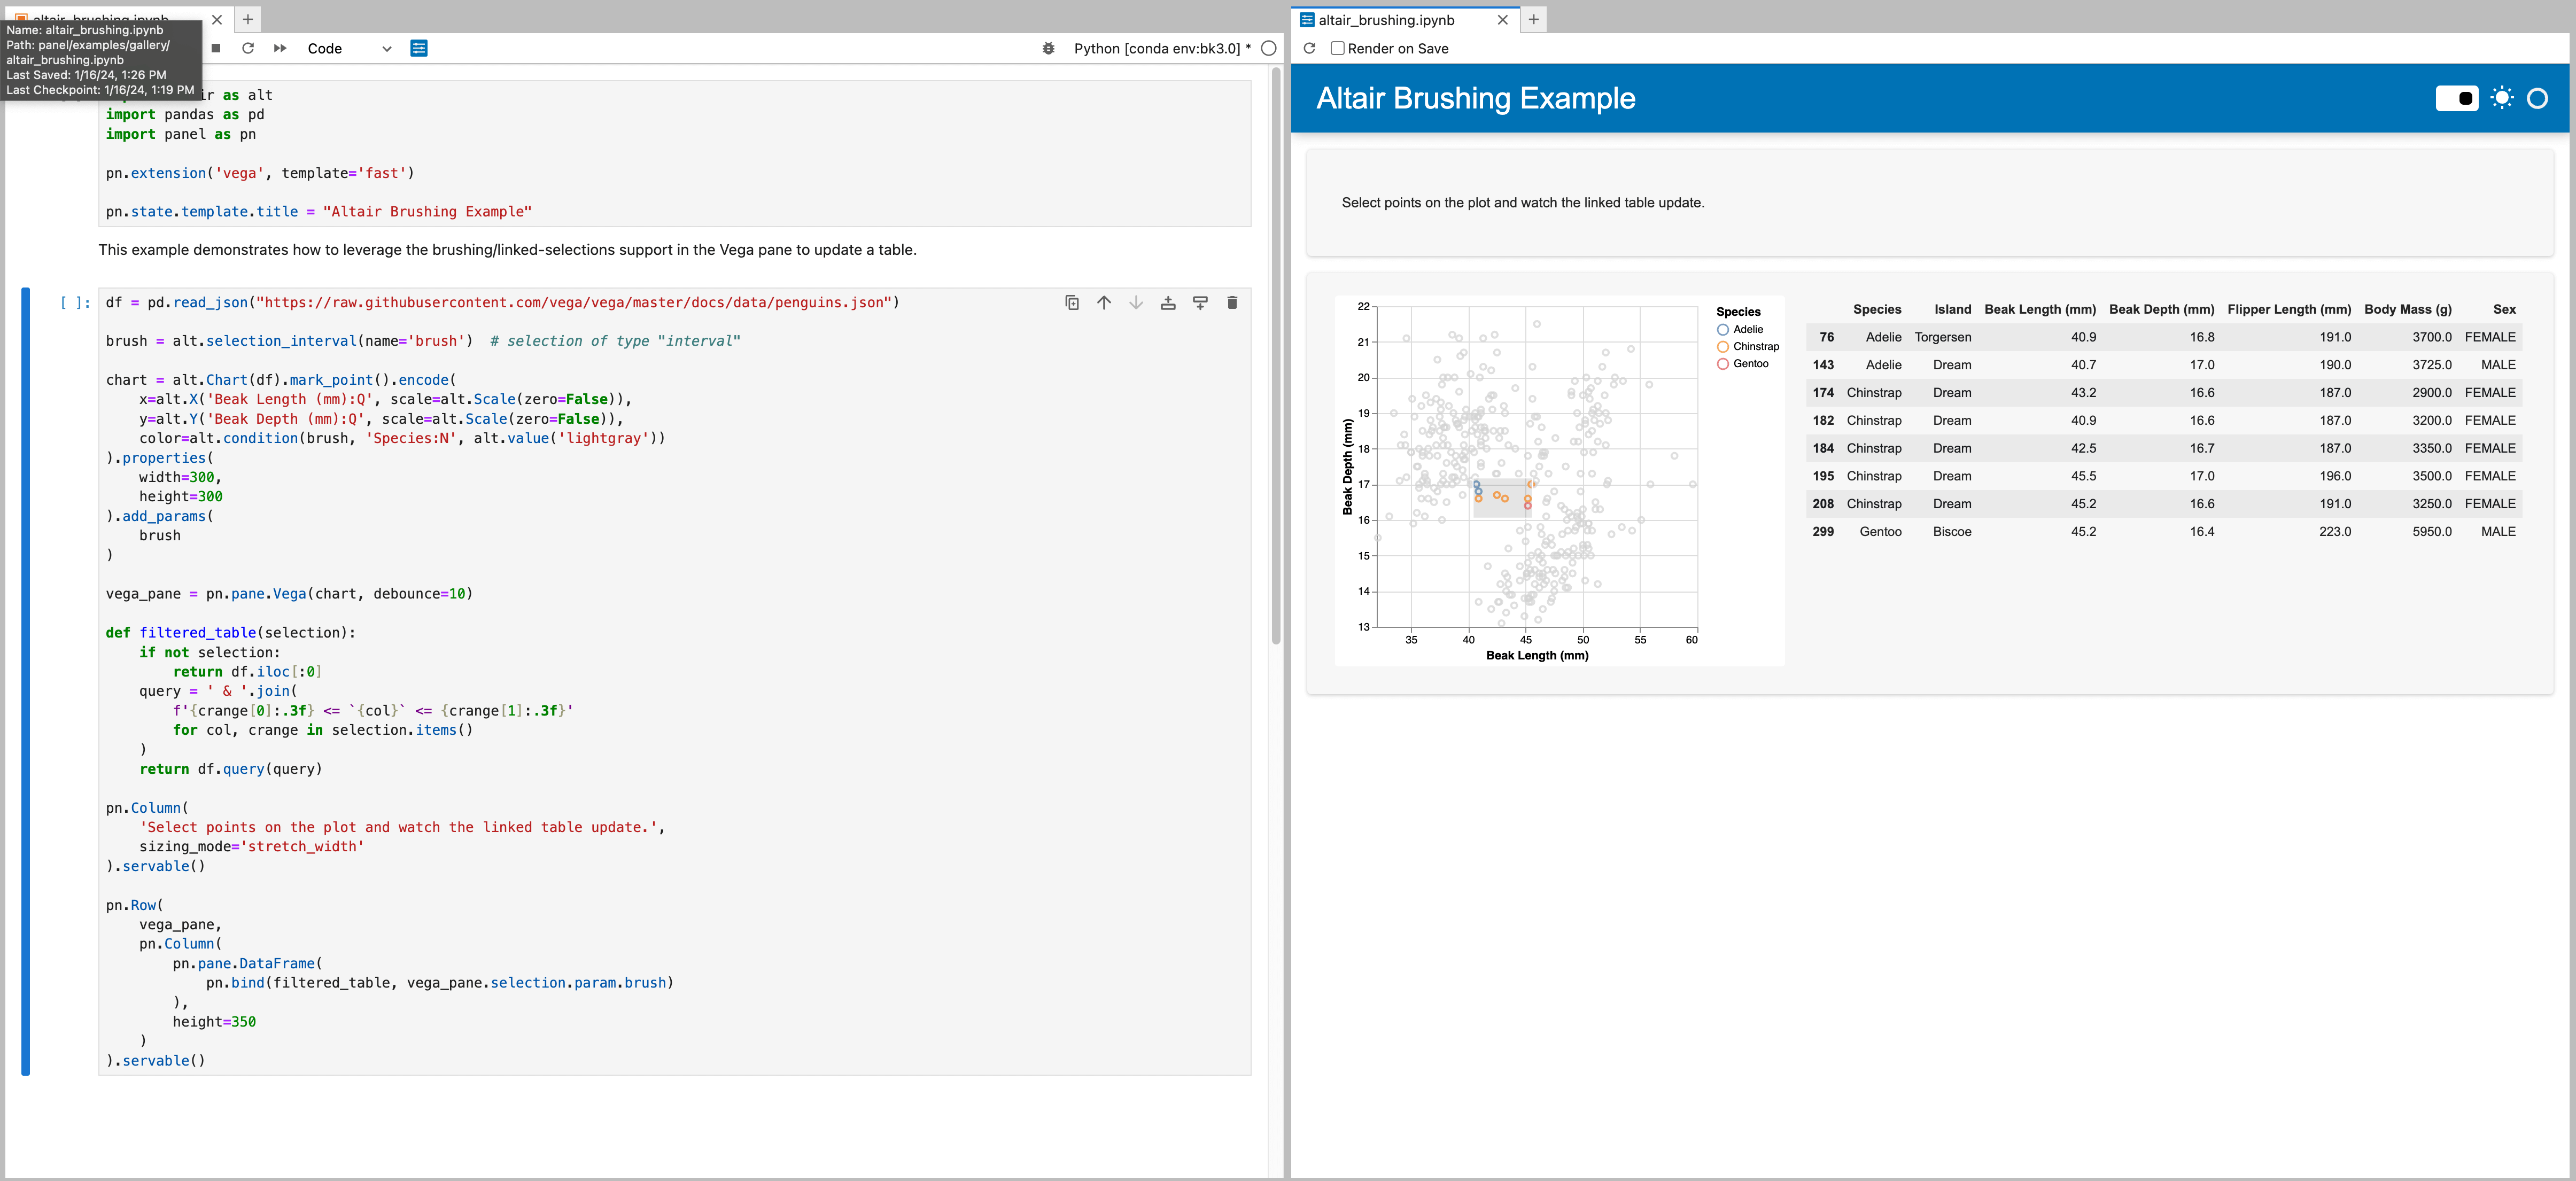 altair_brushing.ipynb
Name: altair_brushing.ipynb
Path: panel/examples/gallery/
altair_brushing.ipynb
Last Saved: 1/16/24, 1:26 PM
Last Checkpoint: 1/16/24, 1:19 PM
Code
Python [conda env:bk3.0] *
ir as alt
import pandas as pd
import panel as pn
pn.extension('vega', template='fast')
pn.state.template.title = "Altair Brushing Example"
This example demonstrates how to leverage the brushing/linked-selections support in the Vega pane to update a table.
[ ]:
df = pd.read_json("https://raw.githubusercontent.com/vega/vega/master/docs/data/penguins.json")
brush = alt.selection_interval(name='brush')  # selection of type "interval"
chart = alt.Chart(df).mark_point().encode(
    x=alt.X('Beak Length (mm):Q', scale=alt.Scale(zero=False)),
    y=alt.Y('Beak Depth (mm):Q', scale=alt.Scale(zero=False)),
    color=alt.condition(brush, 'Species:N', alt.value('lightgray'))
).properties(
    width=300,
    height=300
).add_params(
    brush
)
vega_pane = pn.pane.Vega(chart, debounce=10)
def filtered_table(selection):
    if not selection:
        return df.iloc[:0]
    query = ' & '.join(
        f'{crange[0]:.3f} <= `{col}` <= {crange[1]:.3f}'
        for col, crange in selection.items()
    )
    return df.query(query)
pn.Column(
    'Select points on the plot and watch the linked table update.',
    sizing_mode='stretch_width'
).servable()
pn.Row(
    vega_pane,
    pn.Column(
        pn.pane.DataFrame(
            pn.bind(filtered_table, vega_pane.selection.param.brush)
        ),
        height=350
    )
).servable()
altair_brushing.ipynb
Render on Save
Altair Brushing Example
Select points on the plot and watch the linked table update.
22
21
20
19
18
17
16
15
14
13
Beak Depth (mm)
35 40 45 50 55 60
Beak Length (mm)
Species
Adelie
Chinstrap
Gentoo
Species Island Beak Length (mm) Beak Depth (mm) Flipper Length (mm) Body Mass (g) Sex
76 Adelie Torgersen 40.9 16.8 191.0 3700.0 FEMALE
143 Adelie Dream 40.7 17.0 190.0 3725.0 MALE
174 Chinstrap Dream 43.2 16.6 187.0 2900.0 FEMALE
182 Chinstrap Dream 40.9 16.6 187.0 3200.0 FEMALE
184 Chinstrap Dream 42.5 16.7 187.0 3350.0 FEMALE
195 Chinstrap Dream 45.5 17.0 196.0 3500.0 FEMALE
208 Chinstrap Dream 45.2 16.6 191.0 3250.0 FEMALE
299 Gentoo Biscoe 45.2 16.4 223.0 5950.0 MALE